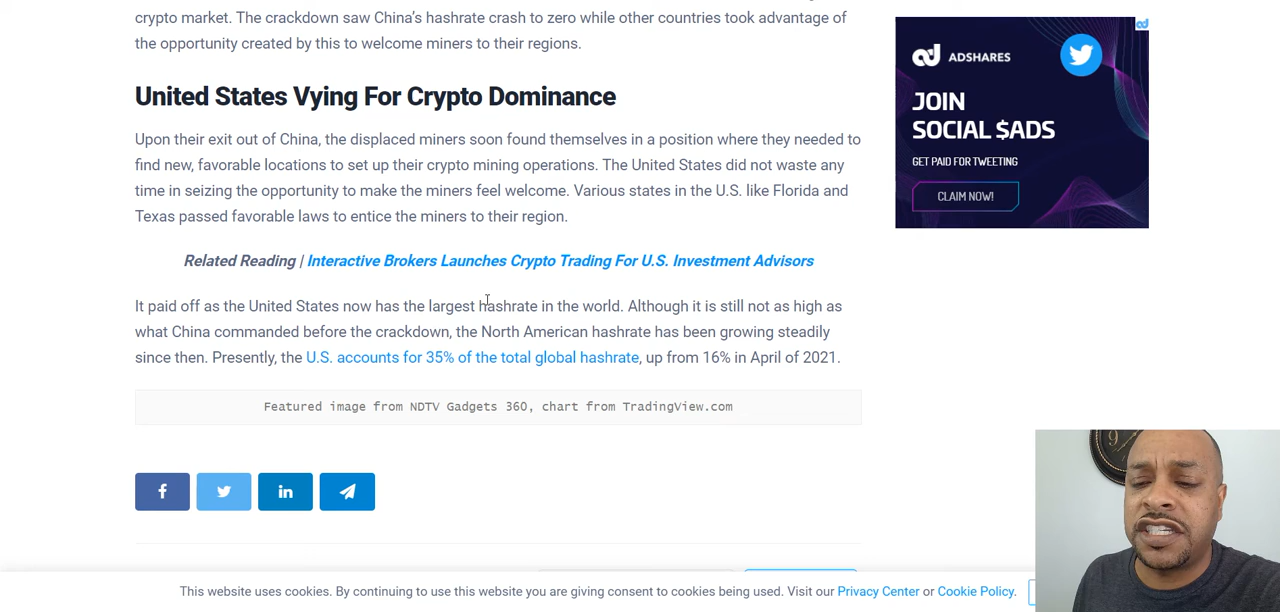 crypto market. The crackdown saw China's hashrate crash to zero while other countries took advantage of
the opportunity created by this to welcome miners to their regions.
United States Vying For Crypto Dominance
Upon their exit out of China, the displaced miners soon found themselves in a position where they needed to
find new, favorable locations to set up their crypto mining operations. The United States did not waste any
time in seizing the opportunity to make the miners feel welcome. Various states in the U.S. like Florida and
Texas passed favorable laws to entice the miners to their region.
Related Reading | Interactive Brokers Launches Crypto Trading For U.S. Investment Advisors
It paid off as the United States now has the largest hashrate in the world. Although it is still not as high as
what China commanded before the crackdown, the North American hashrate has been growing steadily
since then. Presently, the U.S. accounts for 35% of the total global hashrate, up from 16% in April of 2021.
Featured image from NDTV Gadgets 360, chart from TradingView.com
f
in
ADSHARES
JOIN
SOCIAL $ADS
GET PAID FOR TWEETING
CLAIM NOW!
This website uses cookies. By continuing to use this website you are giving consent to cookies being used. Visit our Privacy Center or Cookie Policy.